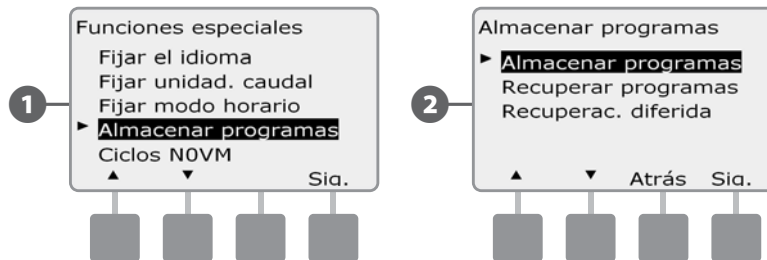 1
Funciones especiales
Fijar el idioma
Fijar unidad. caudal
Fijar modo horario
► Almacenar programas
Ciclos N0VM
▲ ▼ Sig.
2
Almacenar programas
► Almacenar programas
Recuperar programas
Recuperac. diferida
▲ ▼ Atrás Sig.